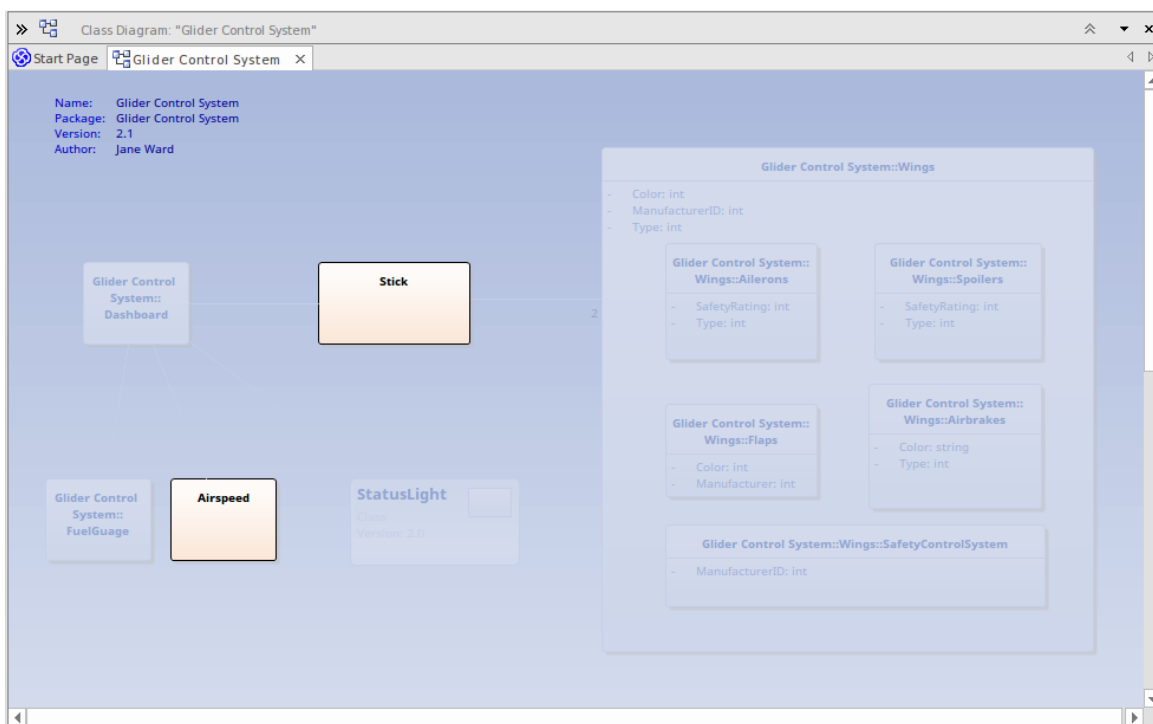 Class Diagram: "Glider Control System"
Start Page
Glider Control System
Name: Glider Control System
Package: Glider Control System
Version: 2.1
Author: Jane Ward
Glider Control System::Wings
- Color: int
- ManufacturerID: int
- Type: int
Glider Control
System::
Dashboard
Stick
2
Glider Control System::
Wings::Ailerons
- SafetyRating: int
- Type: int
Glider Control System::
Wings::Spoilers
- SafetyRating: int
- Type: int
Glider Control System::
Wings::Flaps
- Color: int
- Manufacturer: int
Glider Control System::
Wings::Airbrakes
- Color: string
- Type: int
Glider Control
System::
FuelGuage
Airspeed
StatusLight
Class
Version: 2.0
Glider Control System::Wings::SafetyControlSystem
- ManufacturerID: int